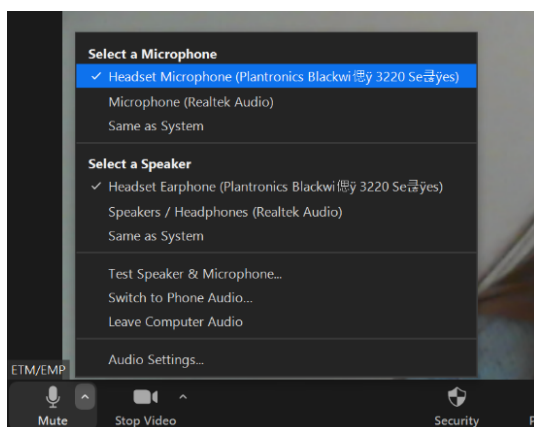 Select a Microphone
✓ Headset Microphone (Plantronics Blackwi偲ÿ 3220 Se딣ÿes)
Microphone (Realtek Audio)
Same as System
Select a Speaker
✓ Headset Earphone (Plantronics Blackwi偲ÿ 3220 Se딣ÿes)
Speakers / Headphones (Realtek Audio)
Same as System
Test Speaker & Microphone...
Switch to Phone Audio...
Leave Computer Audio
Audio Settings...
ETM/EMP
Mute
Stop Video
Security